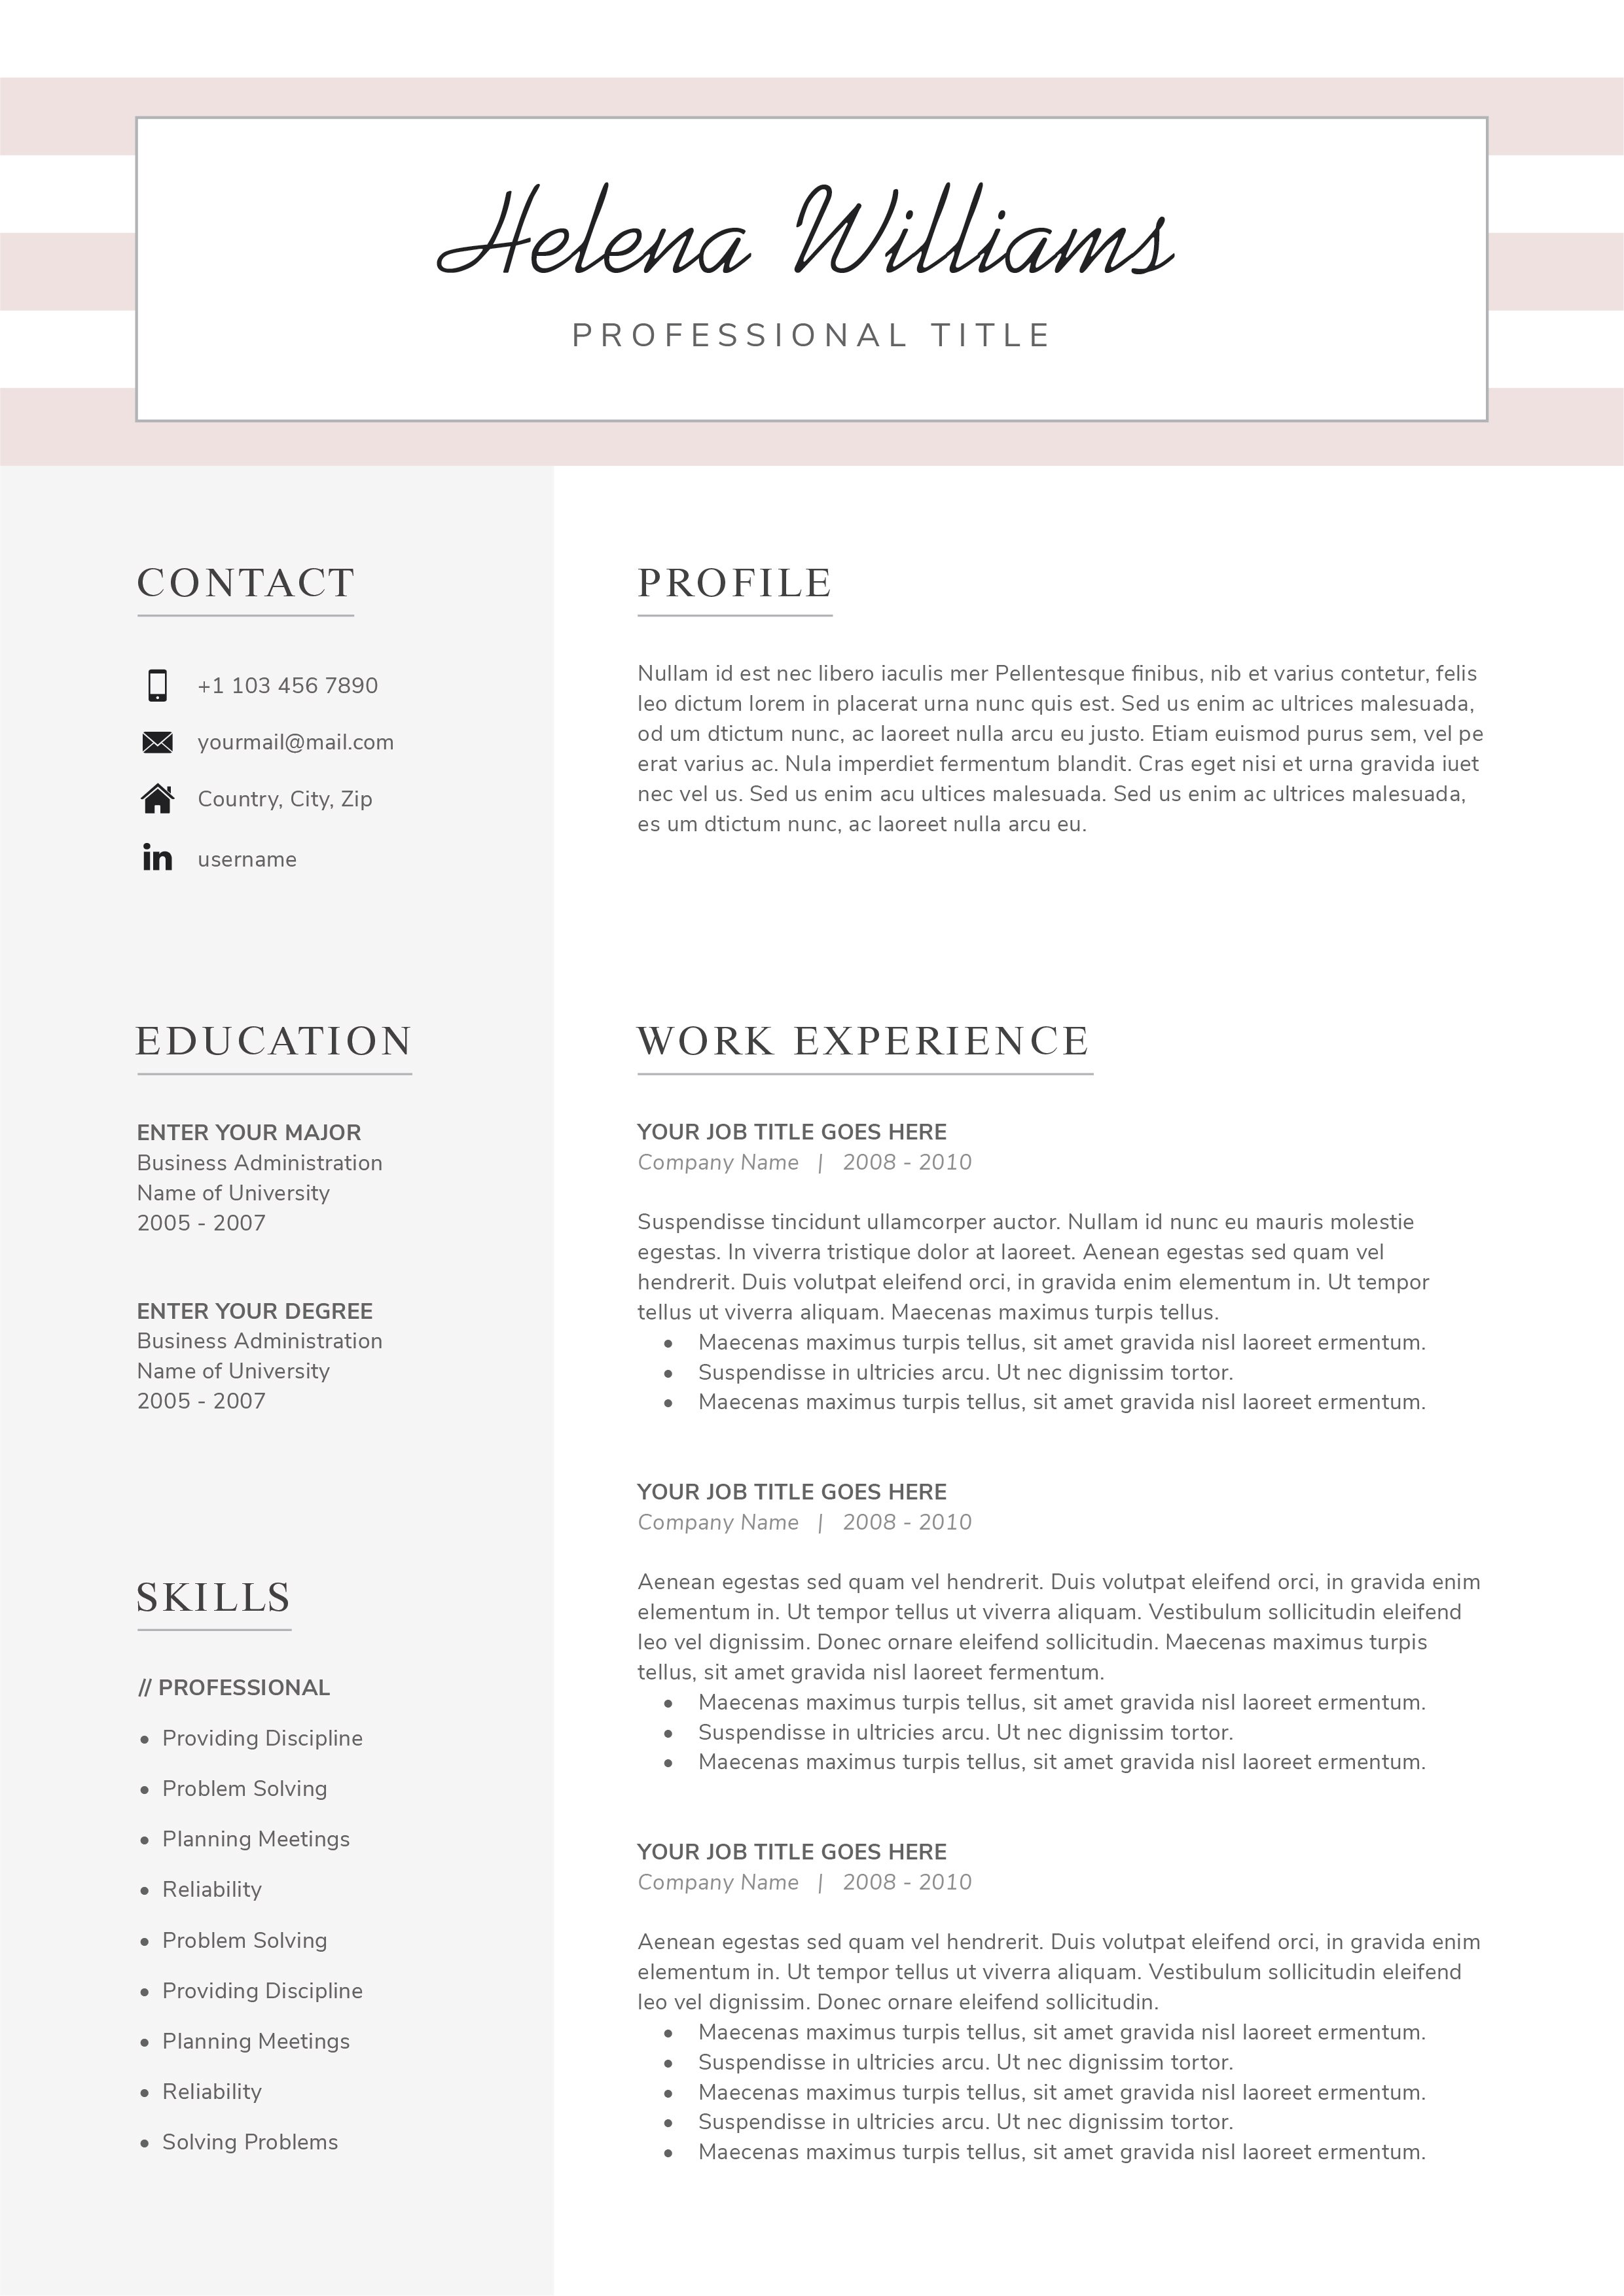 Helena Williams
PROFESSIONAL TITLE
CONTACT
+1 103 456 7890
yourmail@mail.com
Country, City, Zip
in username
EDUCATION
ENTER YOUR MAJOR
Business Administration
Name of University
2005 - 2007
ENTER YOUR DEGREE
Business Administration
Name of University
2005 - 2007
SKILLS
// PROFESSIONAL
• Providing Discipline
• Problem Solving
• Planning Meetings
• Reliability
• Problem Solving
• Providing Discipline
• Planning Meetings
• Reliability
• Solving Problems
PROFILE
Nullam id est nec libero iaculis mer Pellentesque finibus, nib et varius contetur, felis
leo dictum lorem in placerat urna nunc quis est. Sed us enim ac ultrices malesuada,
od um dtictum nunc, ac laoreet nulla arcu eu justo. Etiam euismod purus sem, vel pe
erat varius ac. Nula imperdiet fermentum blandit. Cras eget nisi et urna gravida iuet
nec vel us. Sed us enim acu ultices malesuada. Sed us enim ac ultrices malesuada,
es um dtictum nunc, ac laoreet nulla arcu eu.
WORK EXPERIENCE
YOUR JOB TITLE GOES HERE
Company Name | 2008 - 2010
Suspendisse tincidunt ullamcorper auctor. Nullam id nunc eu mauris molestie
egestas. In viverra tristique dolor at laoreet. Aenean egestas sed quam vel
hendrerit. Duis volutpat eleifend orci, in gravida enim elementum in. Ut tempor
tellus ut viverra aliquam. Maecenas maximus turpis tellus.
• Maecenas maximus turpis tellus, sit amet gravida nisl laoreet ermentum.
• Suspendisse in ultricies arcu. Ut nec dignissim tortor.
• Maecenas maximus turpis tellus, sit amet gravida nisl laoreet ermentum.
YOUR JOB TITLE GOES HERE
Company Name | 2008 - 2010
Aenean egestas sed quam vel hendrerit. Duis volutpat eleifend orci, in gravida enim
elementum in. Ut tempor tellus ut viverra aliquam. Vestibulum sollicitudin eleifend
leo vel dignissim. Donec ornare eleifend sollicitudin. Maecenas maximus turpis
tellus, sit amet gravida nisl laoreet fermentum.
• Maecenas maximus turpis tellus, sit amet gravida nisl laoreet ermentum.
• Suspendisse in ultricies arcu. Ut nec dignissim tortor.
• Maecenas maximus turpis tellus, sit amet gravida nisl laoreet ermentum.
YOUR JOB TITLE GOES HERE
Company Name | 2008 - 2010
Aenean egestas sed quam vel hendrerit. Duis volutpat eleifend orci, in gravida enim
elementum in. Ut tempor tellus ut viverra aliquam. Vestibulum sollicitudin eleifend
leo vel dignissim. Donec ornare eleifend sollicitudin.
• Maecenas maximus turpis tellus, sit amet gravida nisl laoreet ermentum.
• Suspendisse in ultricies arcu. Ut nec dignissim tortor.
• Maecenas maximus turpis tellus, sit amet gravida nisl laoreet ermentum.
• Suspendisse in ultricies arcu. Ut nec dignissim tortor.
• Maecenas maximus turpis tellus, sit amet gravida nisl laoreet ermentum.